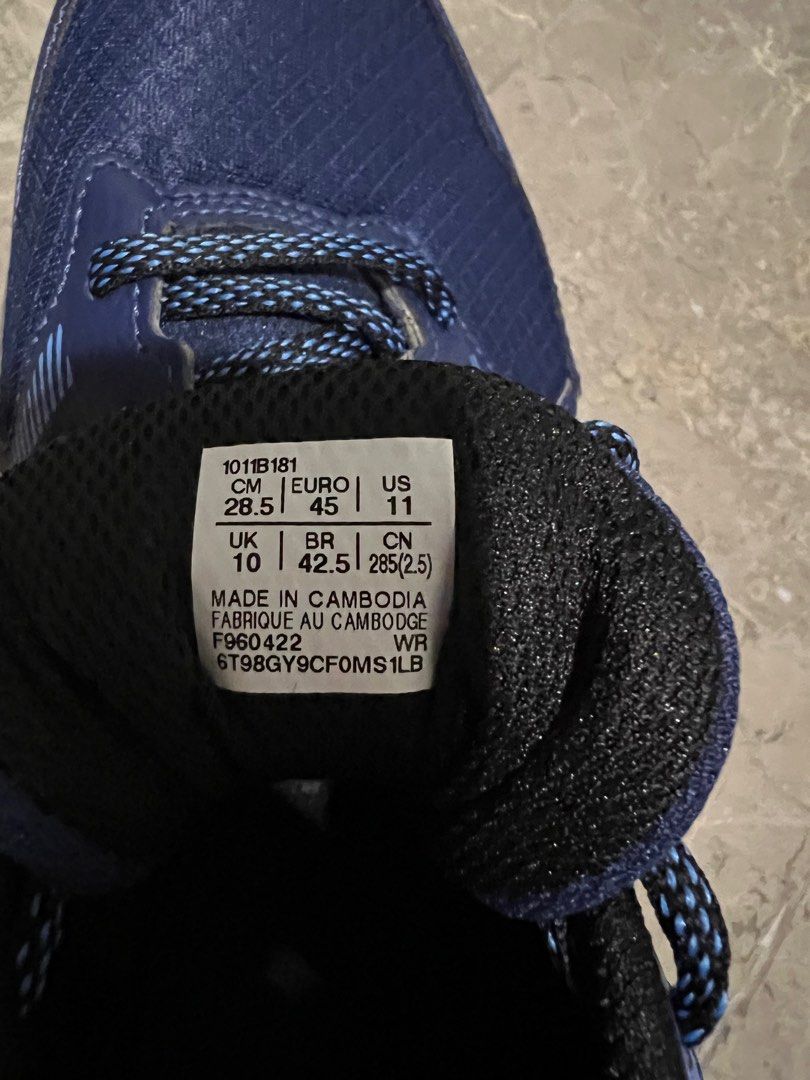 1011B181
CM EURO US
28.5 45 11
UK BR CN
10 42.5 285(2.5)
MADE IN CAMBODIA
FABRIQUE AU CAMBODGE
F960422 WR
6T98GY9CF0MS1LB